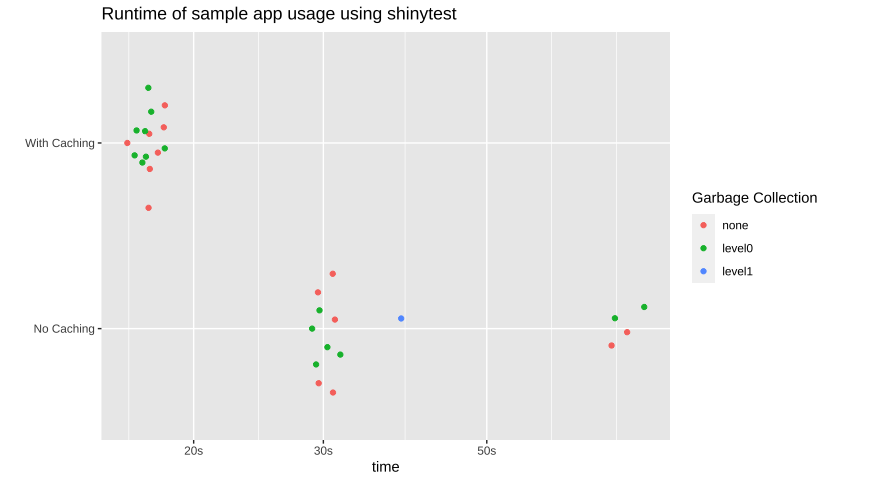 Runtime of sample app usage using shinytest
With Caching
No Caching
20s
30s
50s
time
Garbage Collection
none
level0
level1